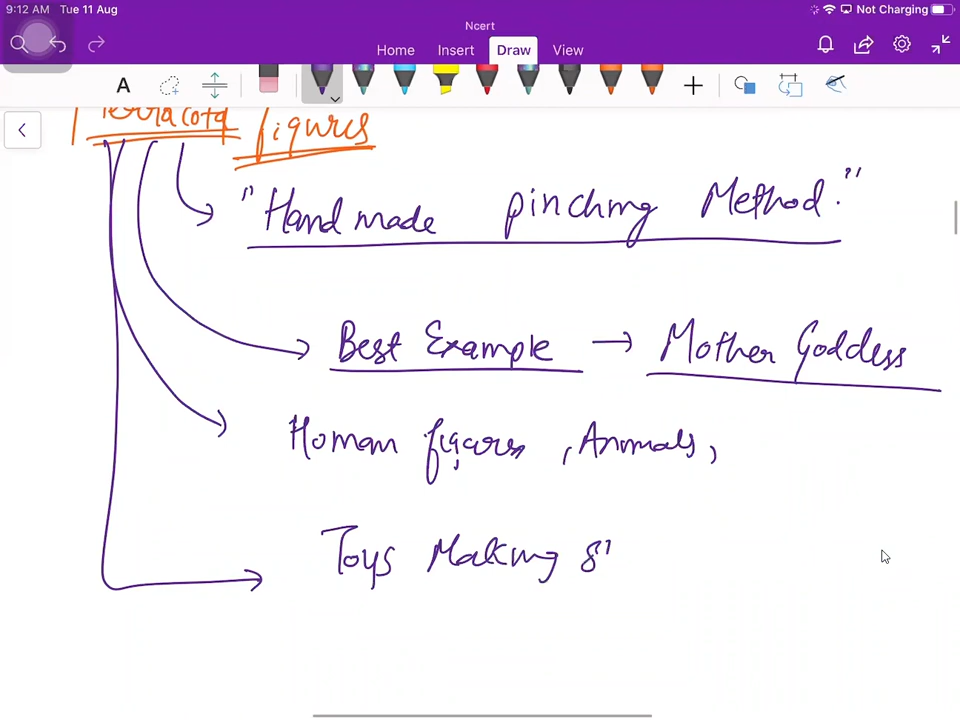 9:12 AM Tue 11 Aug
Not Charging
Ncert
Home Insert Draw View
A
Terracota figures
"Hand made pinching Method."
Best Example → Mother Goddess
Human figures, Animals,
Toys Making